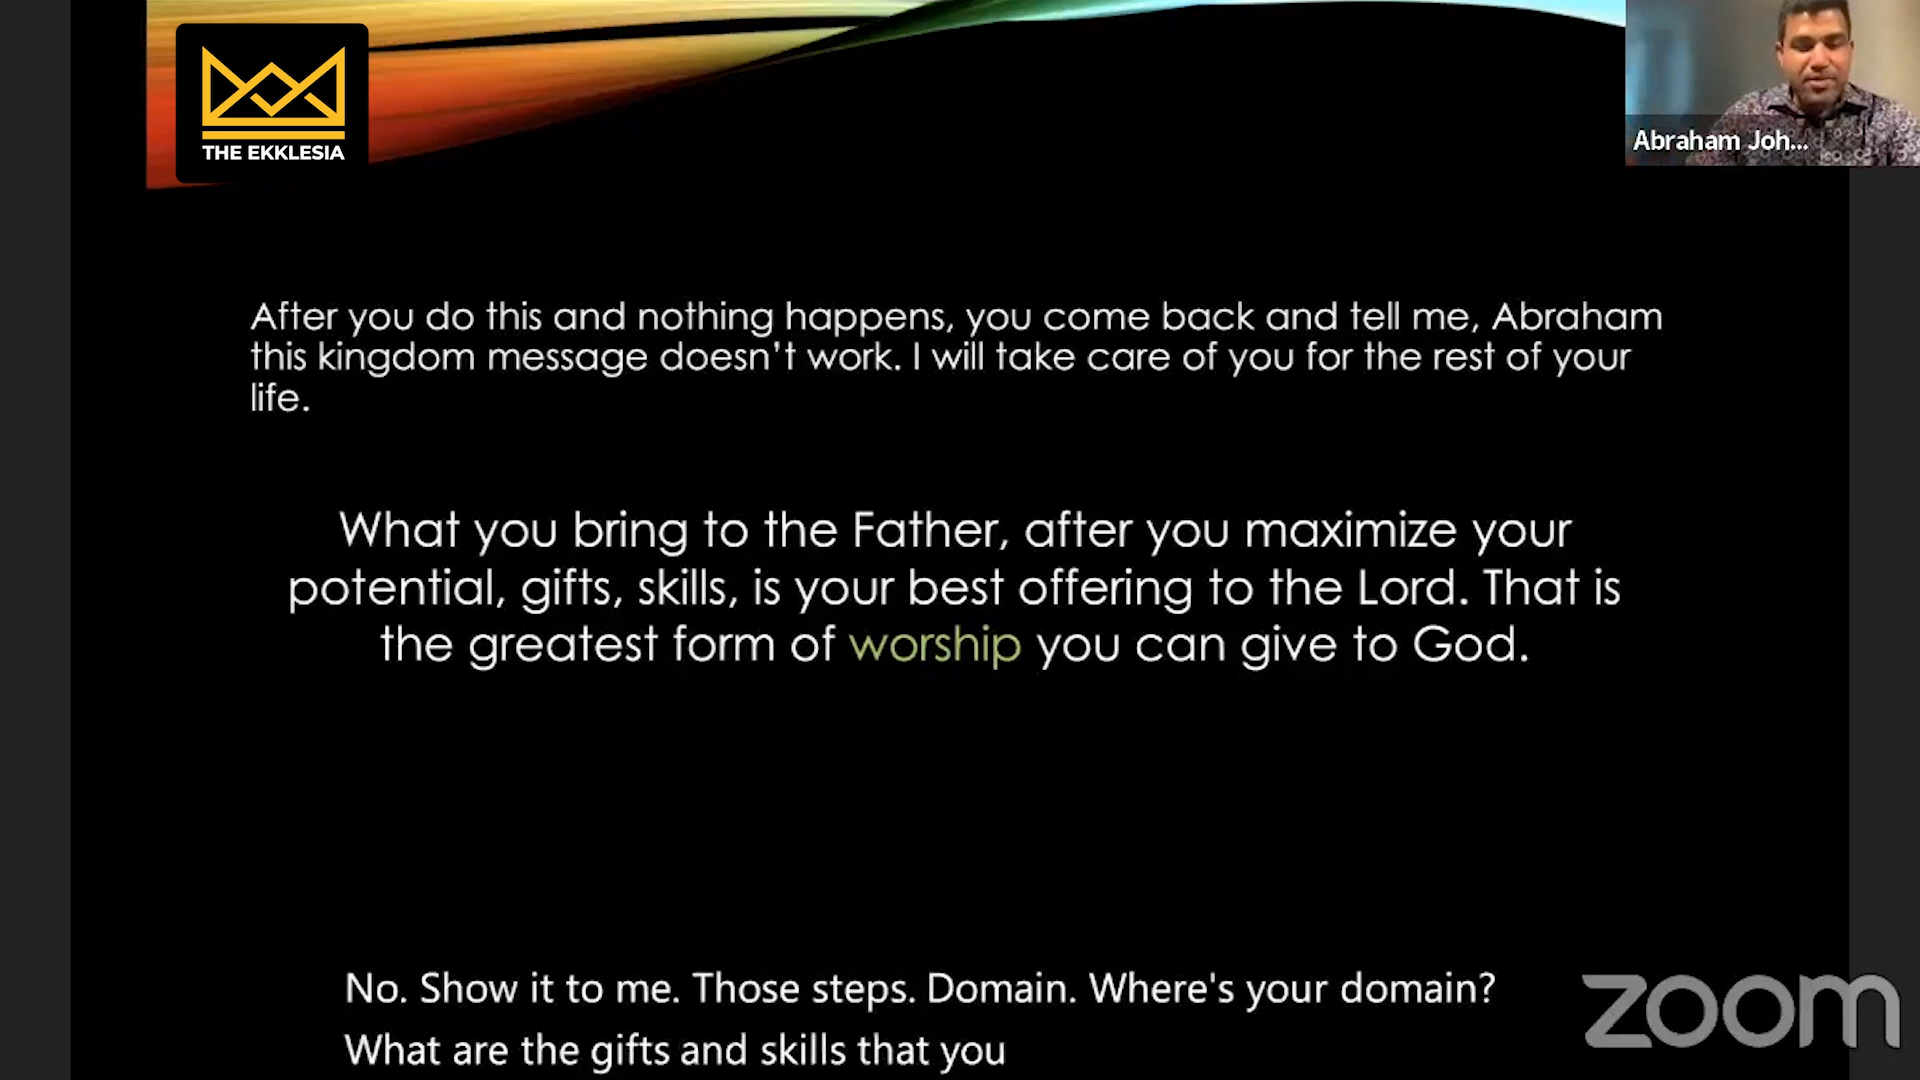 THE EKKLESIA
Abraham Joh...
After you do this and nothing happens, you come back and tell me, Abraham
this kingdom message doesn’t work. I will take care of you for the rest of your
life.
What you bring to the Father, after you maximize your
potential, gifts, skills, is your best offering to the Lord. That is
the greatest form of worship you can give to God.
No. Show it to me. Those steps. Domain. Where's your domain?
What are the gifts and skills that you
zoom